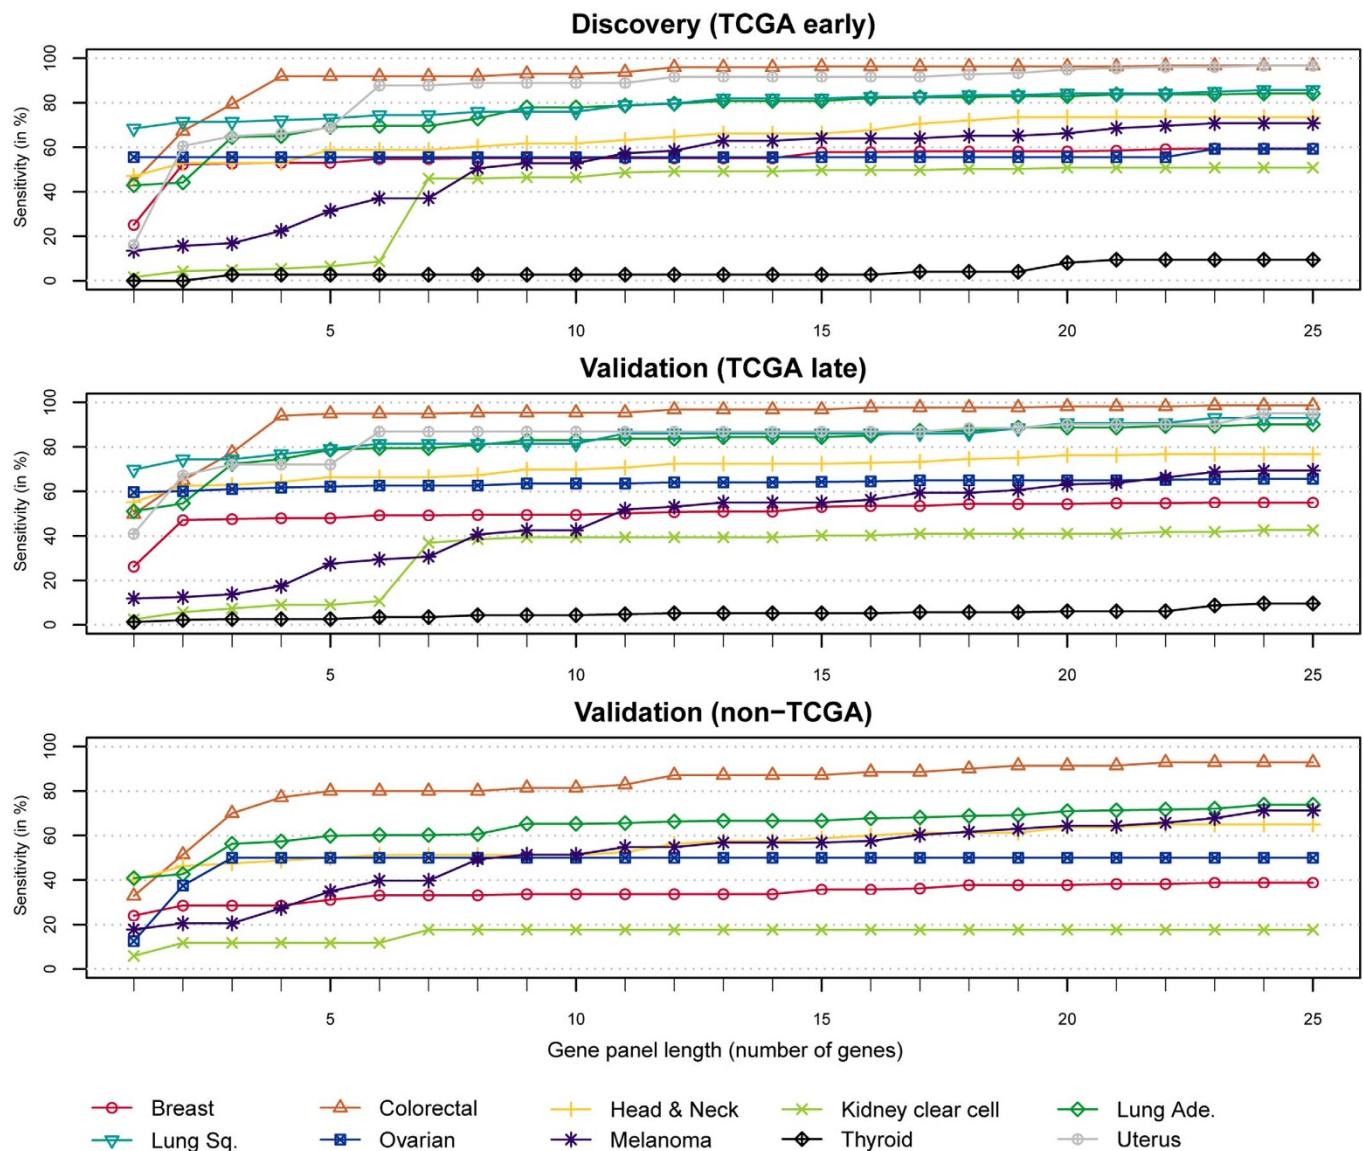 Discovery (TCGA early)
Sensitivity (in %)
100
80
60
40
20
0
5 10 15 20 25
Validation (TCGA late)
Sensitivity (in %)
100
80
60
40
20
0
5 10 15 20 25
Validation (non−TCGA)
Sensitivity (in %)
100
80
60
40
20
0
5 10 15 20 25
Gene panel length (number of genes)
Breast Colorectal Head & Neck Kidney clear cell Lung Ade.
Lung Sq. Ovarian Melanoma Thyroid Uterus